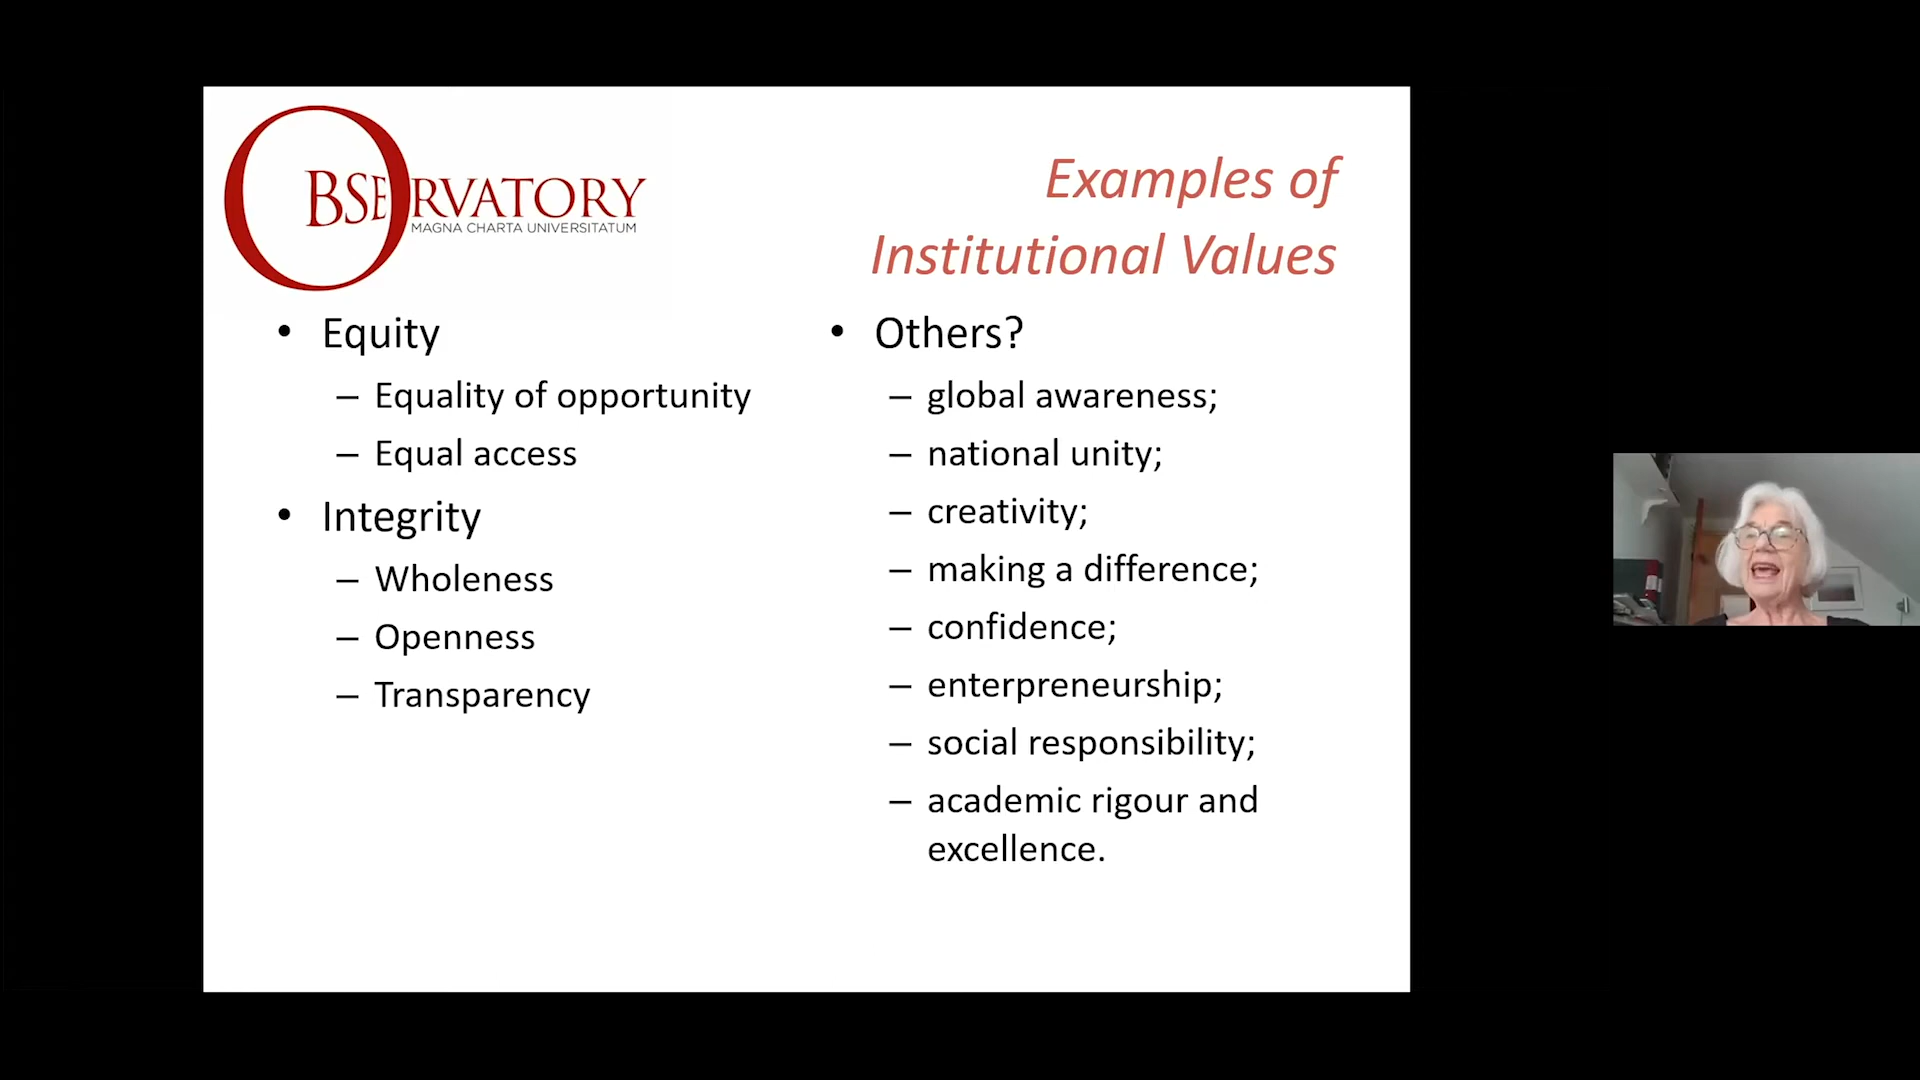 OBSERVATORY
MAGNA CHARTA UNIVERSITATUM
Examples of
Institutional Values
• Equity
– Equality of opportunity
– Equal access
• Integrity
– Wholeness
– Openness
– Transparency
• Others?
– global awareness;
– national unity;
– creativity;
– making a difference;
– confidence;
– enterpreneurship;
– social responsibility;
– academic rigour and
excellence.